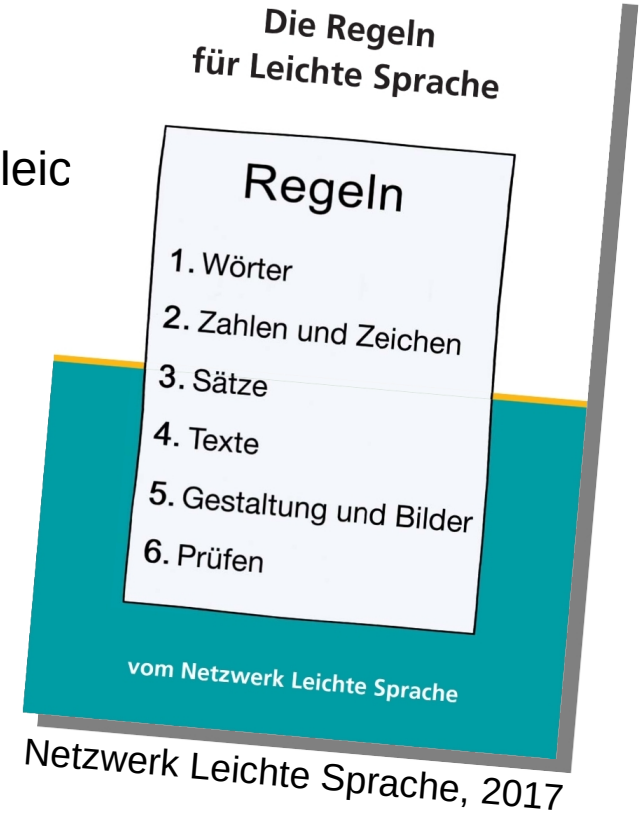 Die Regeln
für Leichte Sprache
leic
Regeln
1. Wörter
2. Zahlen und Zeichen
3. Sätze
4. Texte
5. Gestaltung und Bilder
6. Prüfen
vom Netzwerk Leichte Sprache
Netzwerk Leichte Sprache, 2017